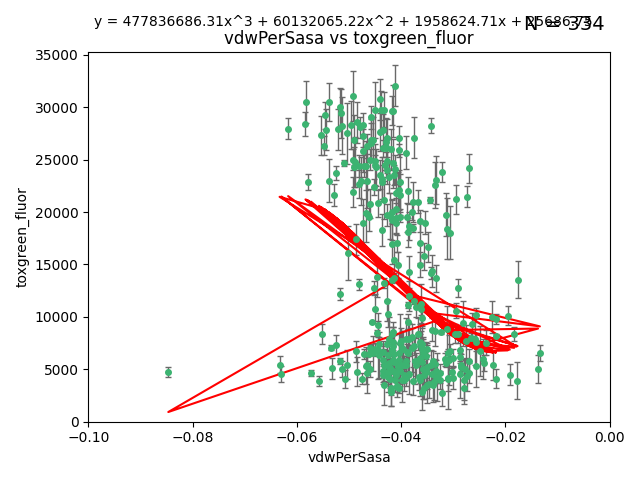 y = 477836686.31x^3 + 60132065.22x^2 + 1958624.71x +
N = 334
vdwPerSasa vs toxgreen_fluor
35000
30000
25000
20000
15000
10000
5000
0
toxgreen_fluor
−0.10 −0.08 −0.06 −0.04 −0.02 0.00
vdwPerSasa